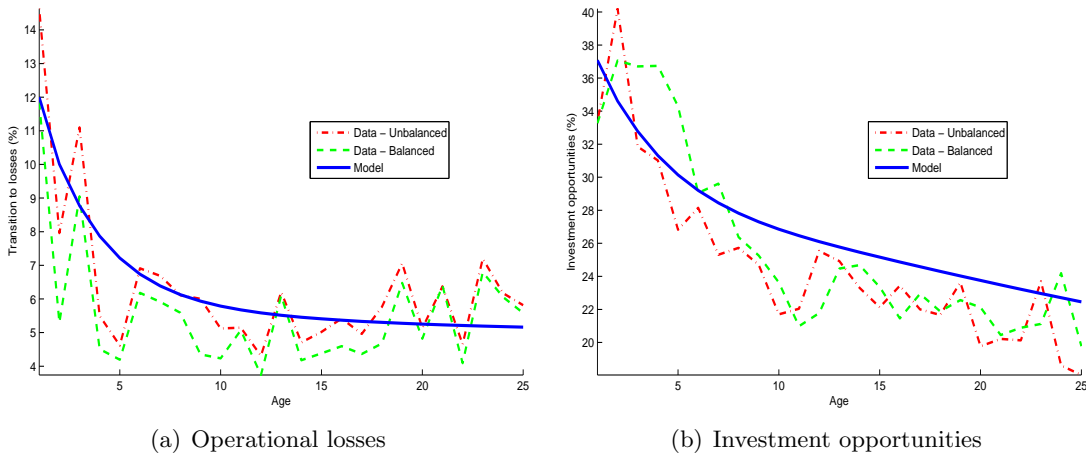 14
13
12
11
10
9
8
7
6
5
4
Transition to losses (%)
5
10
15
20
25
Age
Data − Unbalanced
Data − Balanced
Model
(a) Operational losses
40
38
36
34
32
30
28
26
24
22
20
Investment opportunities (%)
5
10
15
20
25
Age
Data − Unbalanced
Data − Balanced
Model
(b) Investment opportunities